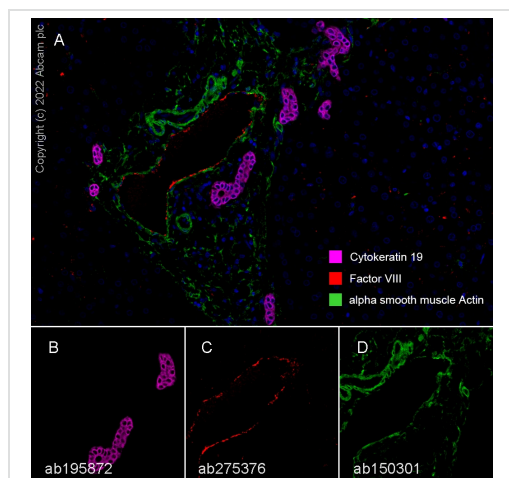 A
Copyright (c) 2022 Abcam plc
Cytokeratin 19
Factor VIII
alpha smooth muscle Actin
B
C
D
ab195872
ab275376
ab150301